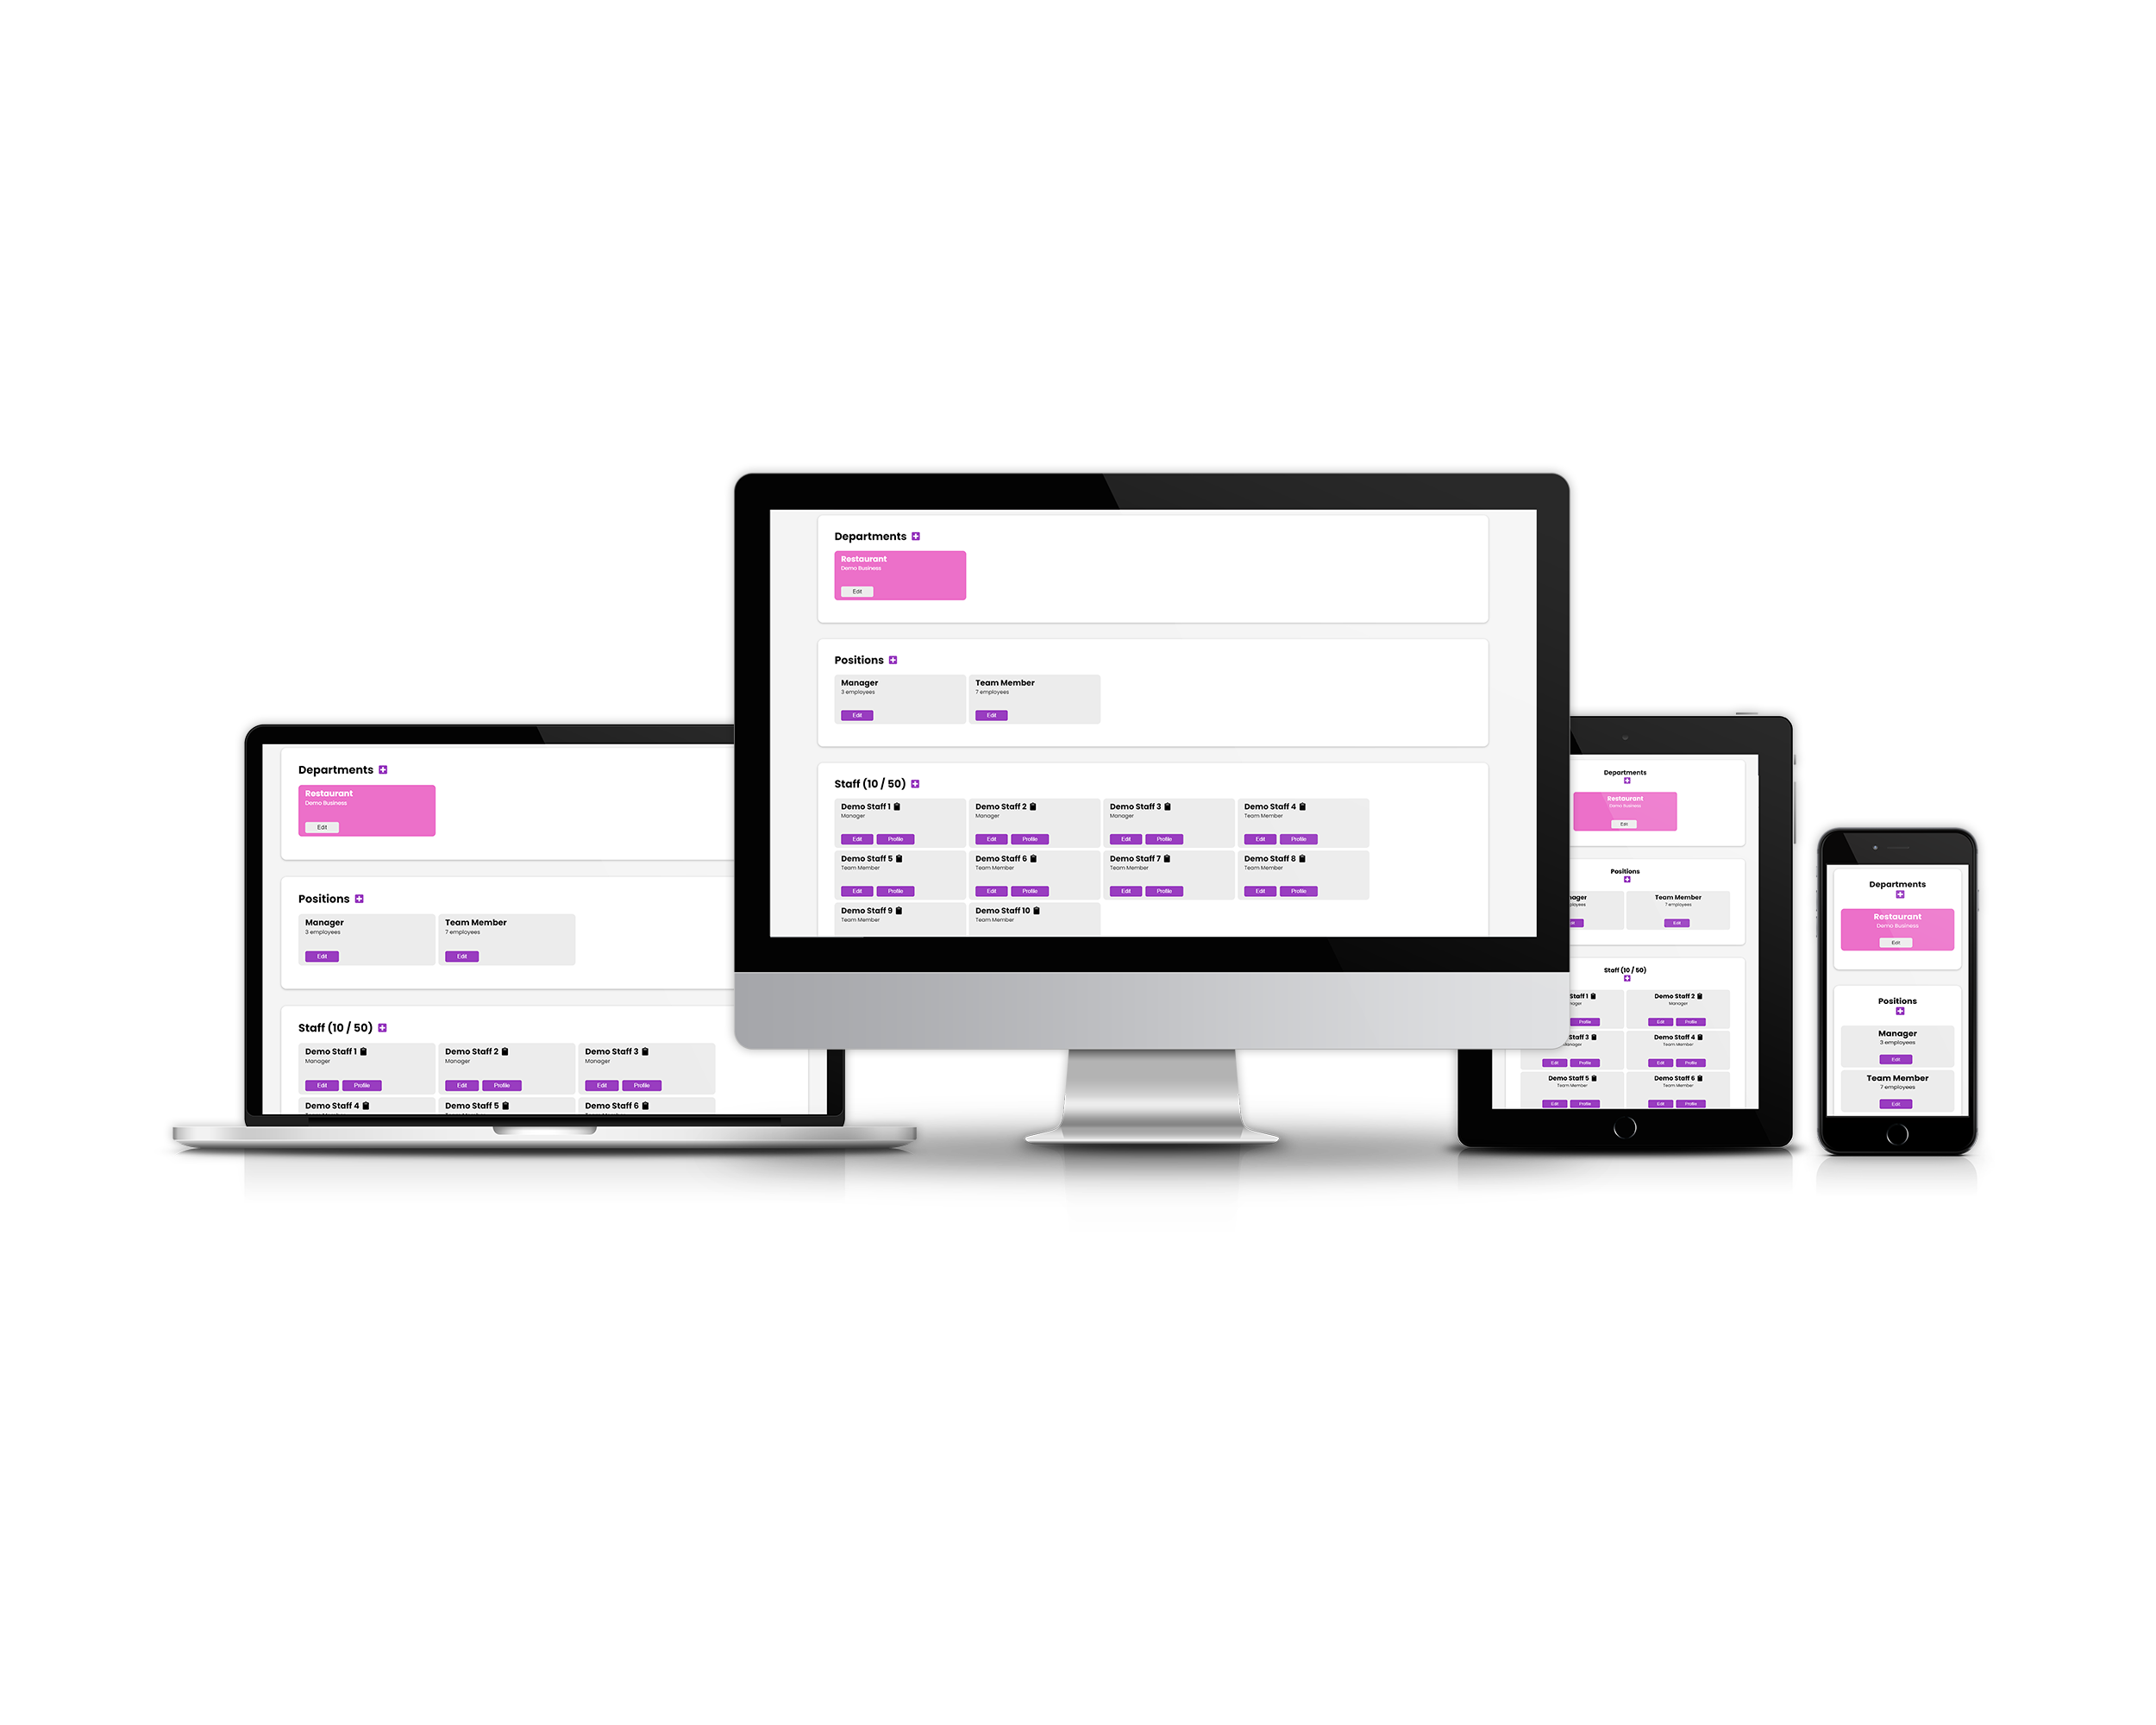 Departments
Restaurant
Demo Business
Edit
Positions
Manager
3 employees
Edit
Team Member
7 employees
Edit
Staff (10 / 50)
Demo Staff 1
Manager
Edit Profile
Demo Staff 2
Manager
Edit Profile
Demo Staff 3
Manager
Edit Profile
Demo Staff 4
Demo Staff 5
Demo Staff 6
Departments
Restaurant
Demo Business
Edit
Positions
Manager
3 employees
Edit
Team Member
7 employees
Edit
Staff (10 / 50)
Demo Staff 1
Manager
Edit Profile
Demo Staff 2
Manager
Edit Profile
Demo Staff 3
Manager
Edit Profile
Demo Staff 4
Team Member
Edit Profile
Demo Staff 5
Team Member
Edit Profile
Demo Staff 6
Team Member
Edit Profile
Demo Staff 7
Team Member
Edit Profile
Demo Staff 8
Team Member
Edit Profile
Demo Staff 9
Team Member
Demo Staff 10
Team Member
Departments
Restaurant
Demo Business
Edit
Positions
Team Member
7 employees
Edit
Staff (10 / 50)
Staff 1
Profile
Demo Staff 2
Manager
Edit Profile
Staff 3
Manager
Edit Profile
Demo Staff 4
Team Member
Edit Profile
Demo Staff 5
Team Member
Edit Profile
Demo Staff 6
Team Member
Edit Profile
Departments
Restaurant
Demo Business
Edit
Positions
Manager
3 employees
Edit
Team Member
7 employees
Edit